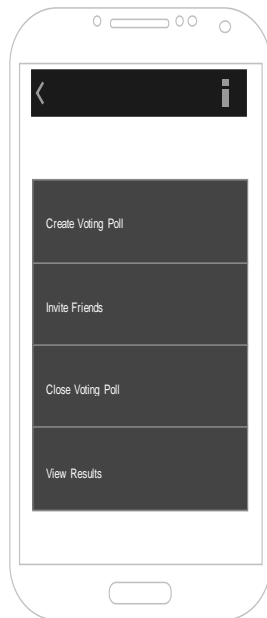 Create Voting Poll
Invite Friends
Close Voting Poll
View Results